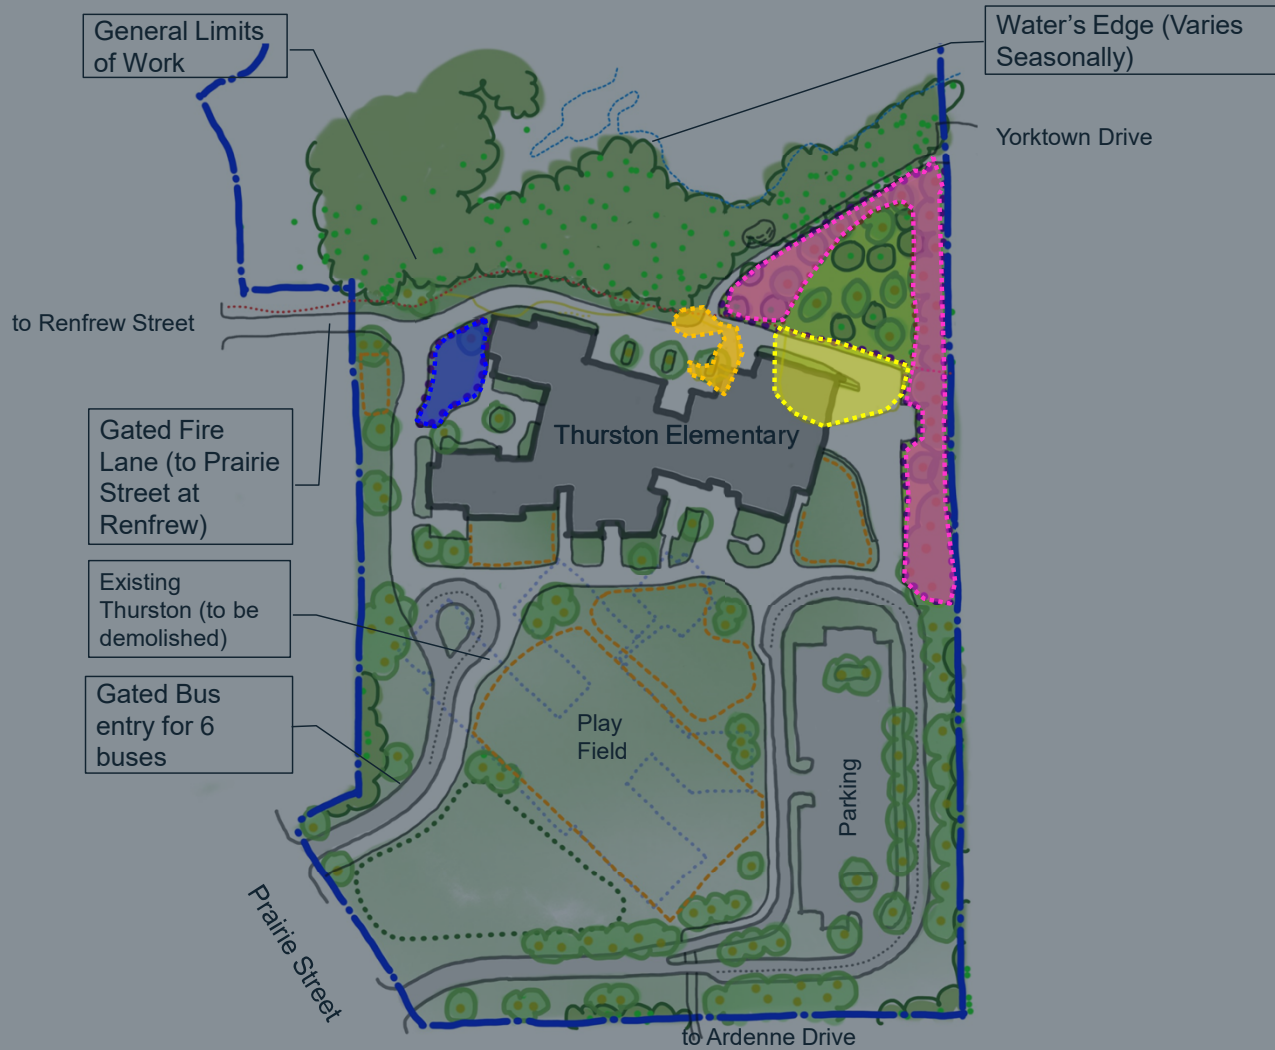 General Limits
of Work
Water's Edge (Varies
Seasonally)
Yorktown Drive
to Renfrew Street
Gated Fire
Lane (to Prairie
Street at
Renfrew)
Thurston Elementary
Existing
Thurston (to be
demolished)
Gated Bus
entry for 6
buses
Play
Field
Parking
Prairie Street
to Ardenne Drive